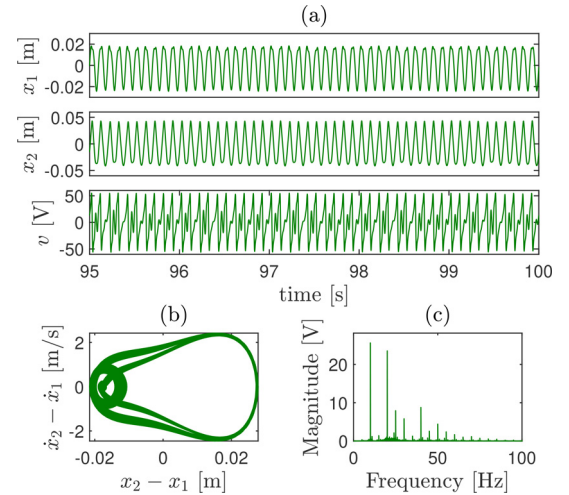 (a)
0.02
0
-0.02
x₁ [m]
0.05
0
-0.05
x₂ [m]
50
0
-50
v [V]
95 96 97 98 99 100
time [s]
(b)
2
0
-2
ẋ₂ − ẋ₁ [m/s]
-0.02 0 0.02
x₂ − x₁ [m]
(c)
20
10
0
Magnitude [V]
0 50 100
Frequency [Hz]